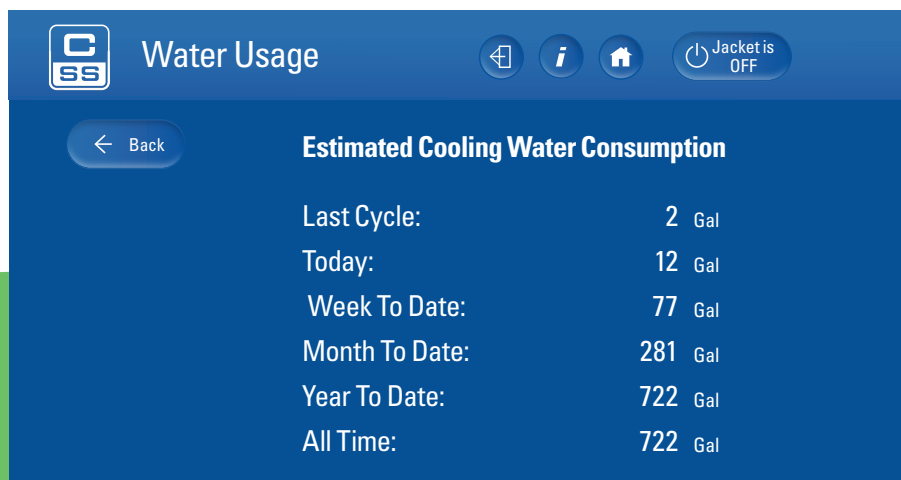 C
SS
Water Usage
i
Jacket is
OFF
Back
Estimated Cooling Water Consumption
Last Cycle: 2 Gal
Today: 12 Gal
Week To Date: 77 Gal
Month To Date: 281 Gal
Year To Date: 722 Gal
All Time: 722 Gal